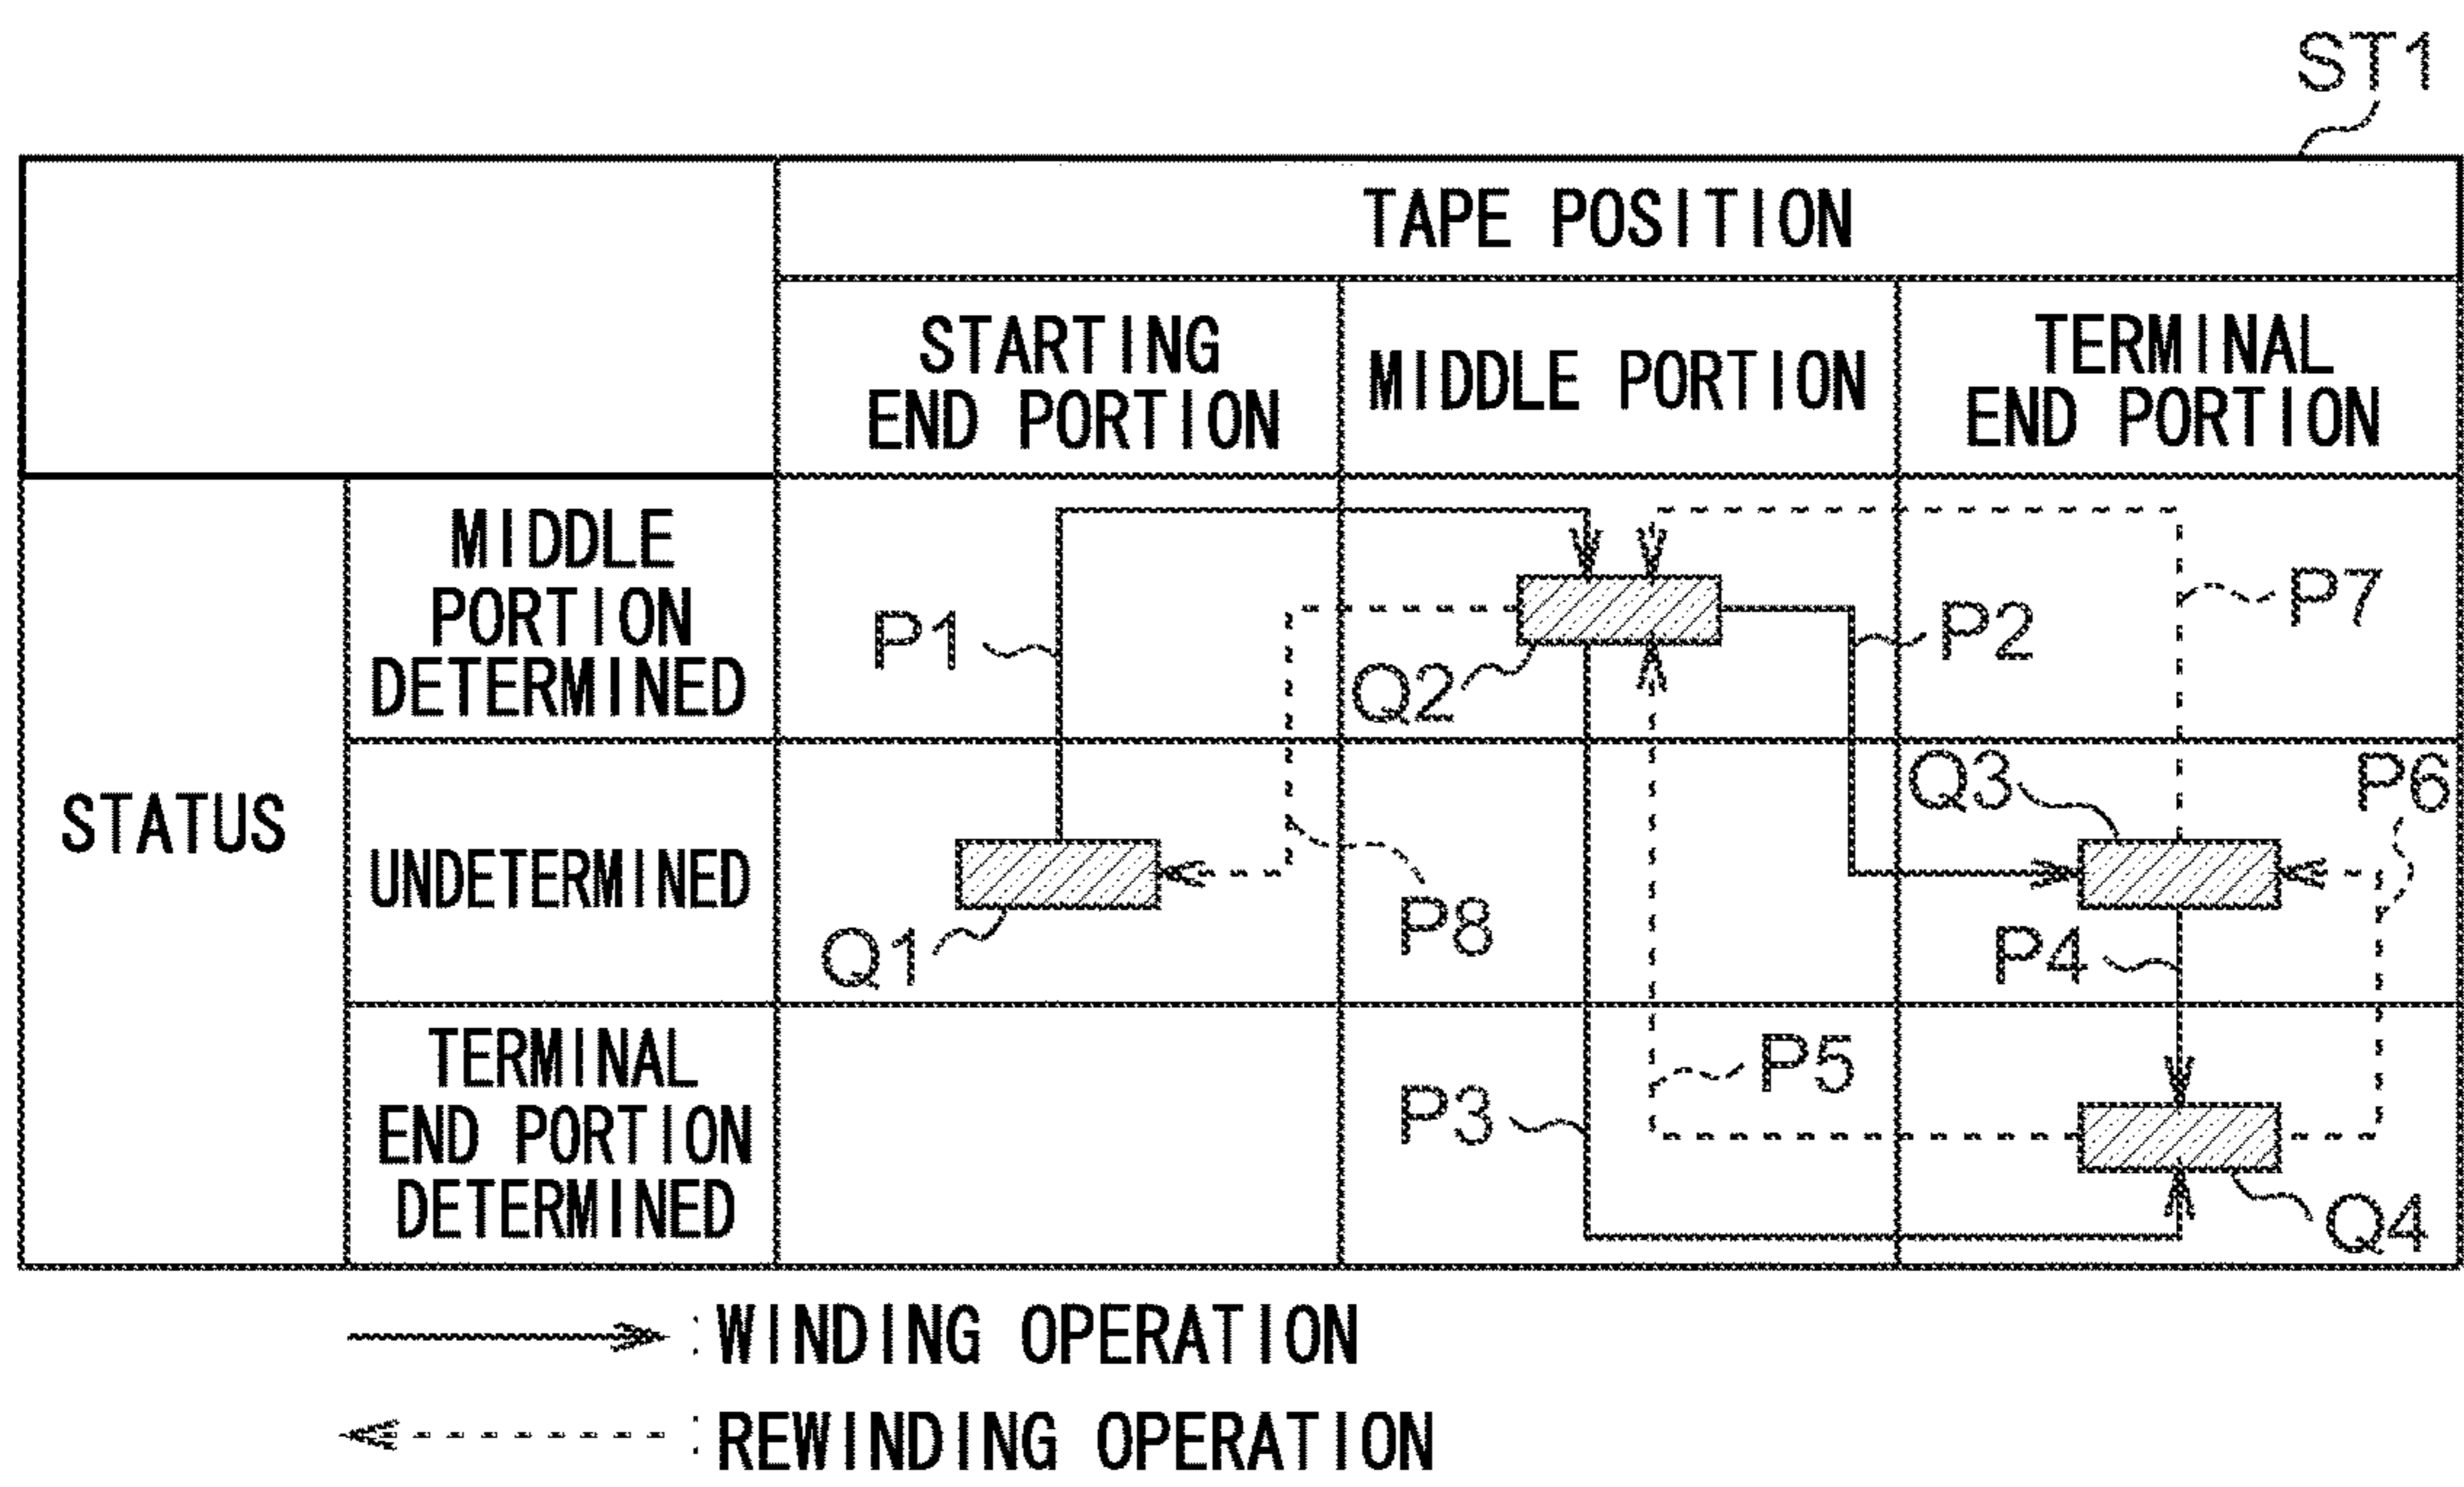 ST1
TAPE POSITION
STARTING
END PORTION
MIDDLE PORTION
TERMINAL
END PORTION
STATUS
MIDDLE
PORTION
DETERMINED
P1
Q2
P2
P7
UNDETERMINED
Q1
P8
Q3
P6
P4
TERMINAL
END PORTION
DETERMINED
P3
P5
Q4
: WINDING OPERATION
: REWINDING OPERATION